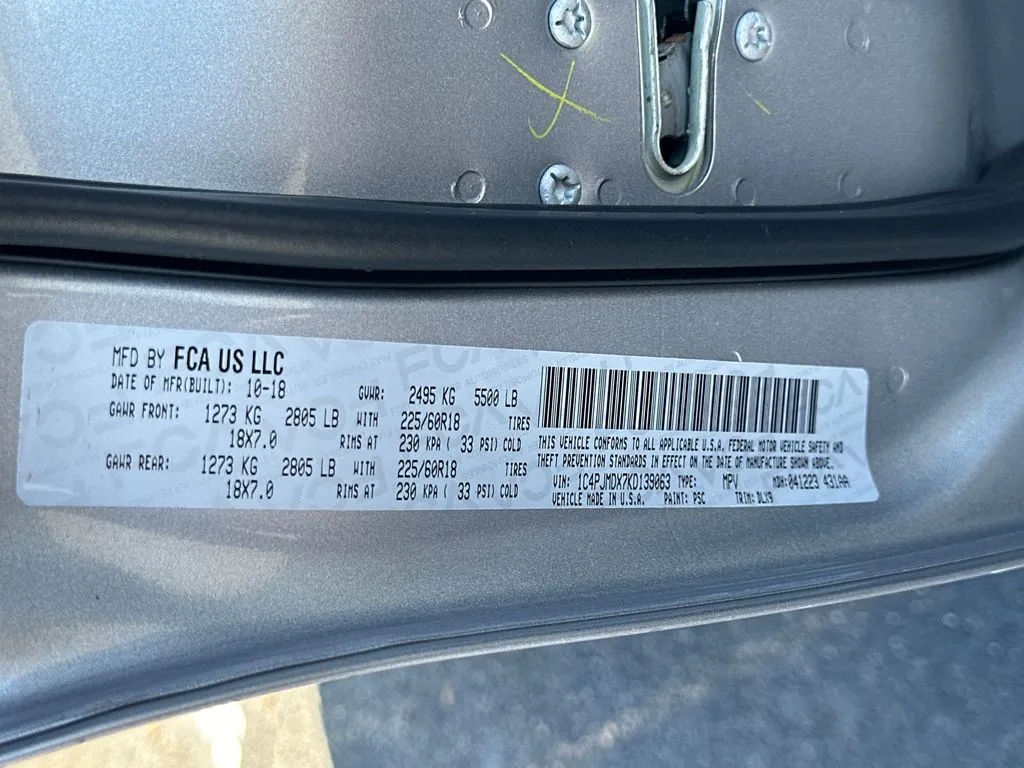 MFD BY FCA US LLC
DATE OF MFR(BUILT): 10-18 GVWR: 2495 KG 5500 LB
GAWR FRONT: 1273 KG 2805 LB WITH 225/60R18 TIRES
18X7.0 RIMS AT 230 KPA ( 33 PSI) COLD
GAWR REAR: 1273 KG 2805 LB WITH 225/60R18 TIRES
18X7.0 RIMS AT 230 KPA ( 33 PSI) COLD
THIS VEHICLE CONFORMS TO ALL APPLICABLE U.S.A. FEDERAL MOTOR VEHICLE SAFETY AND
THEFT PREVENTION STANDARDS IN EFFECT ON THE DATE OF MANUFACTURE SHOWN ABOVE.
VIN: 1C4PJMDX7KD139063 TYPE: MPV MDH: 041223 431AA
VEHICLE MADE IN U.S.A. PAINT: PSC TRIM: DLX9